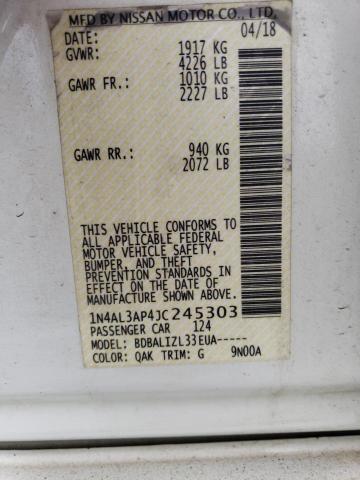 MFD BY NISSAN MOTOR CO., LTD.
DATE: 04/18
GVWR: 1917 KG
4226 LB
GAWR FR.: 1010 KG
2227 LB
GAWR RR.: 940 KG
2072 LB
THIS VEHICLE CONFORMS TO
ALL APPLICABLE FEDERAL
MOTOR VEHICLE SAFETY,
BUMPER, AND THEFT
PREVENTION STANDARDS IN
EFFECT ON THE DATE OF
MANUFACTURE SHOWN ABOVE.
1N4AL3AP4JC245303
PASSENGER CAR 124
MODEL: BDBALIZL33EUA-----
COLOR: QAK TRIM: G 9N00A